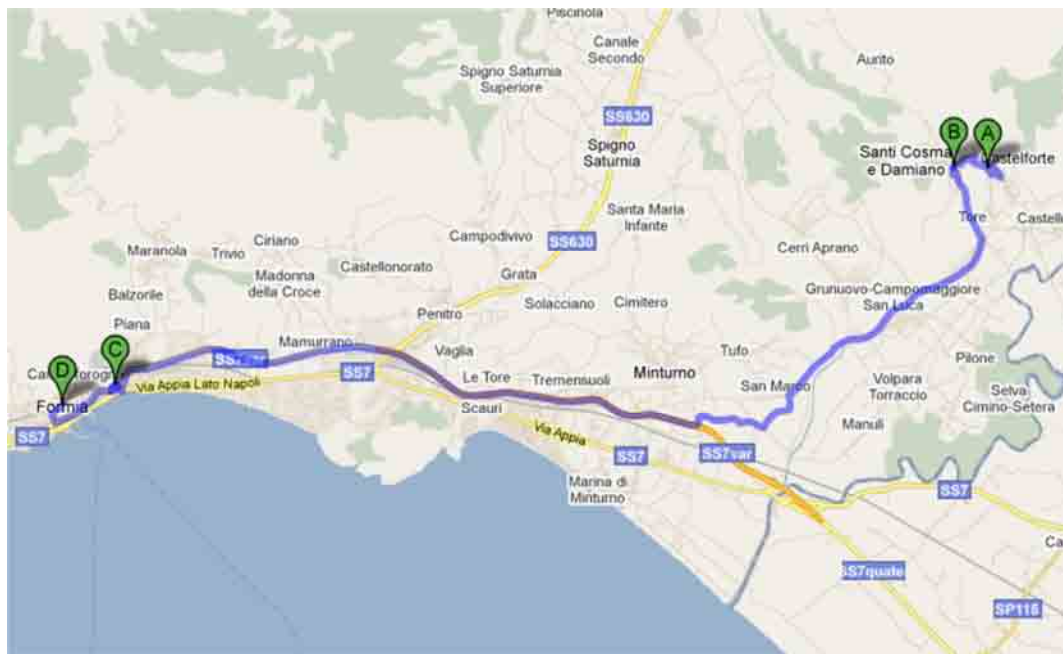 Piscinola
Canale
Secondo
Spigno Saturnia
Superiore
Aurito
SS630
Spigno
Saturnia
B
A
Santi Cosma
e Damiano
Castelforte
Santa Maria
Infante
Tore
Maranola
Trivio
Ciriano
Campodivivo
SS630
Cerri Aprano
Castellonorato
Madonna
della Croce
Grata
Balzorile
Solacciano
Cimitero
Grunuovo-Campomaggiore
San Luca
Penitro
Piana
Mamurrano
Vaglia
Tufo
Pilone
C
Via Appia Lato Napoli
SS7
Le Tore
Tremensuoli
Minturno
San Marco
Volpara
Torraccio
Selva
Cimino-Setera
D
Formia
Scauri
Manuli
SS7
Via Appia
SS7
SS7var
Marina di
Minturno
SS7
SS7quater